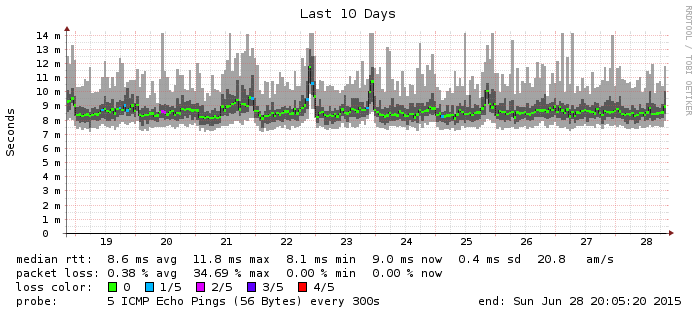 Last 10 Days
RRDTOOL / TOBI OETIKER
Seconds
14 m
13 m
12 m
11 m
10 m
9 m
8 m
7 m
6 m
5 m
4 m
3 m
2 m
1 m
0
19 20 21 22 23 24 25 26 27 28
median rtt: 8.6 ms avg 11.8 ms max 8.1 ms min 9.0 ms now 0.4 ms sd 20.8 am/s
packet loss: 0.38 % avg 34.69 % max 0.00 % min 0.00 % now
loss color: 0 1/5 2/5 3/5 4/5
probe: 5 ICMP Echo Pings (56 Bytes) every 300s end: Sun Jun 28 20:05:20 2015